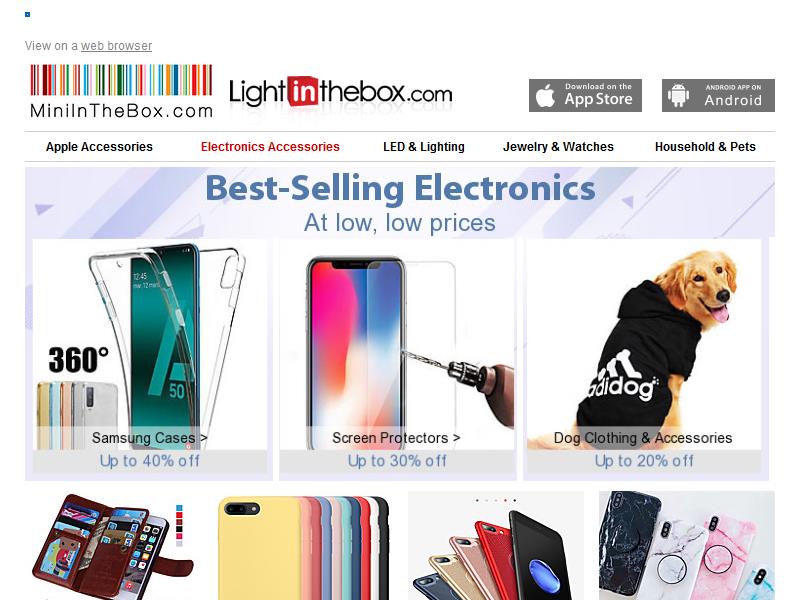 View on a web browser
MiniInTheBox.com
Lightinthebox.com
Download on the
App Store
ANDROID APP ON
Android
Apple Accessories
Electronics Accessories
LED & Lighting
Jewelry & Watches
Household & Pets
Best-Selling Electronics
At low, low prices
12:45
mar. 12 mars
360°
A
50
adidog
Samsung Cases >
Screen Protectors >
Dog Clothing & Accessories
Up to 40% off
Up to 30% off
Up to 20% off